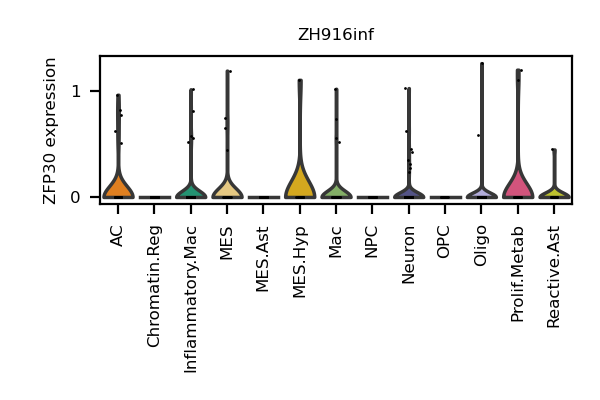 ZH916inf
ZFP30 expression
1
0
AC
Chromatin.Reg
Inflammatory.Mac
MES
MES.Ast
MES.Hyp
Mac
NPC
Neuron
OPC
Oligo
Prolif.Metab
Reactive.Ast